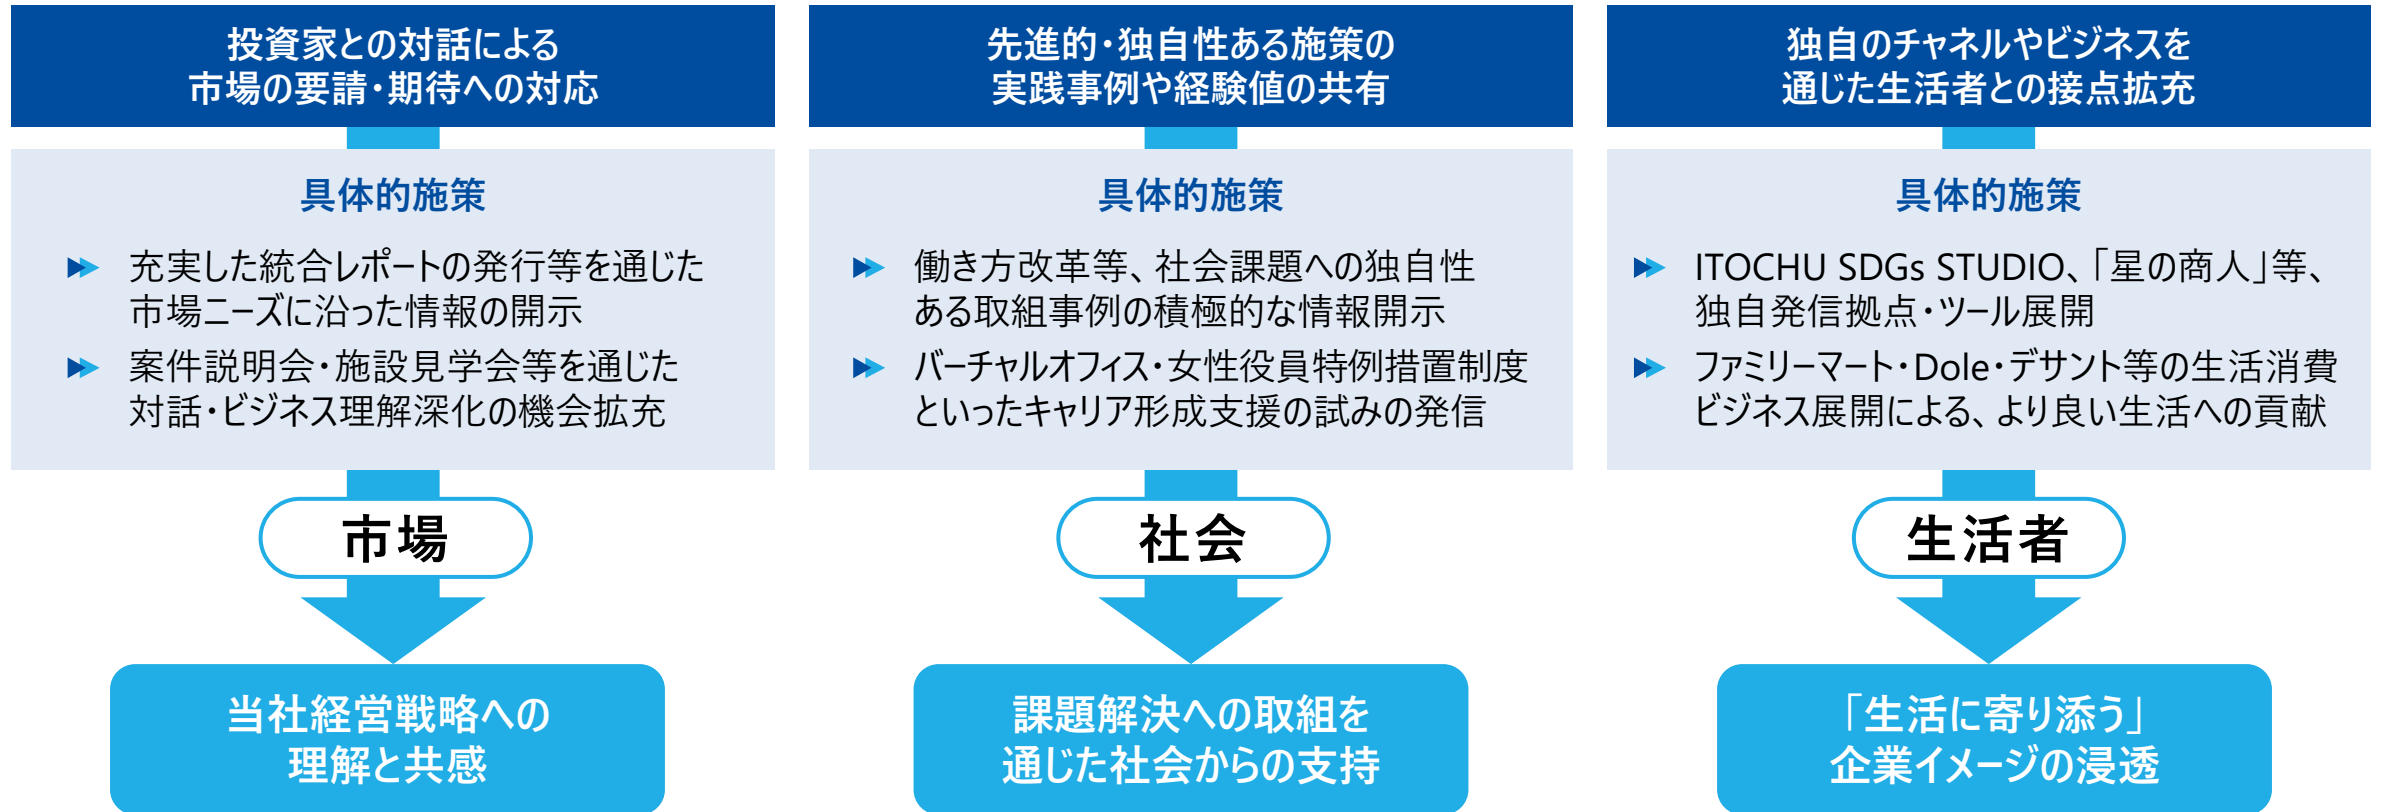 投資家との対話による
市場の要請・期待への対応
具体的施策
充実した統合レポートの発行等を通じた
市場ニーズに沿った情報の開示
案件説明会・施設見学会等を通じた
対話・ビジネス理解深化の機会拡充
市場
当社経営戦略への
理解と共感
先進的・独自性ある施策の
実践事例や経験値の共有
具体的施策
働き方改革等、社会課題への独自性
ある取組事例の積極的な情報開示
バーチャルオフィス・女性役員特例措置制度
といったキャリア形成支援の試みの発信
社会
課題解決への取組を
通じた社会からの支持
独自のチャネルやビジネスを
通じた生活者との接点拡充
具体的施策
ITOCHU SDGs STUDIO、「星の商人」等、
独自発信拠点・ツール展開
ファミリーマート・Dole・デサント等の生活消費
ビジネス展開による、より良い生活への貢献
生活者
「生活に寄り添う」
企業イメージの浸透